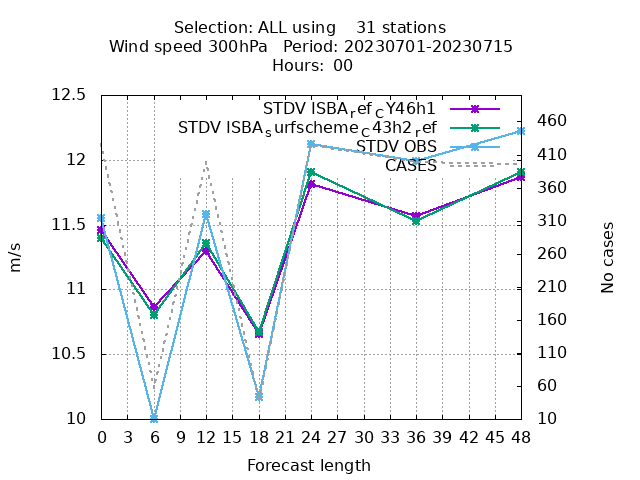 Selection: ALL using    31 stations
Wind speed 300hPa   Period: 20230701-20230715
Hours:  00
STDV ISBA_ref_CY46h1
STDV ISBA_surfscheme_C43h2_ref
STDV OBS
CASES
12.5
12
11.5
11
10.5
10
m/s
460
410
360
310
260
210
160
110
60
10
No cases
0 3 6 9 12 15 18 21 24 27 30 33 36 39 42 45 48
Forecast length